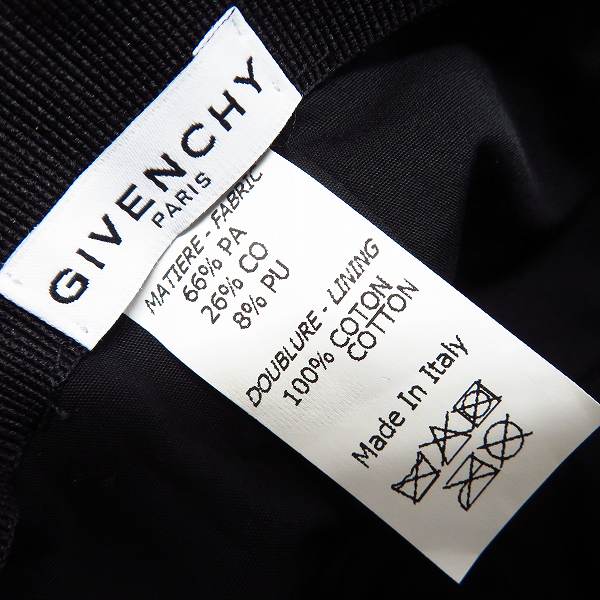 GIVENCHY
PARIS
MATIERE - FABRIC
66% PA
26% CO
8% PU
DOUBLURE - LINING
100% COTON
COTTON
Made In Italy